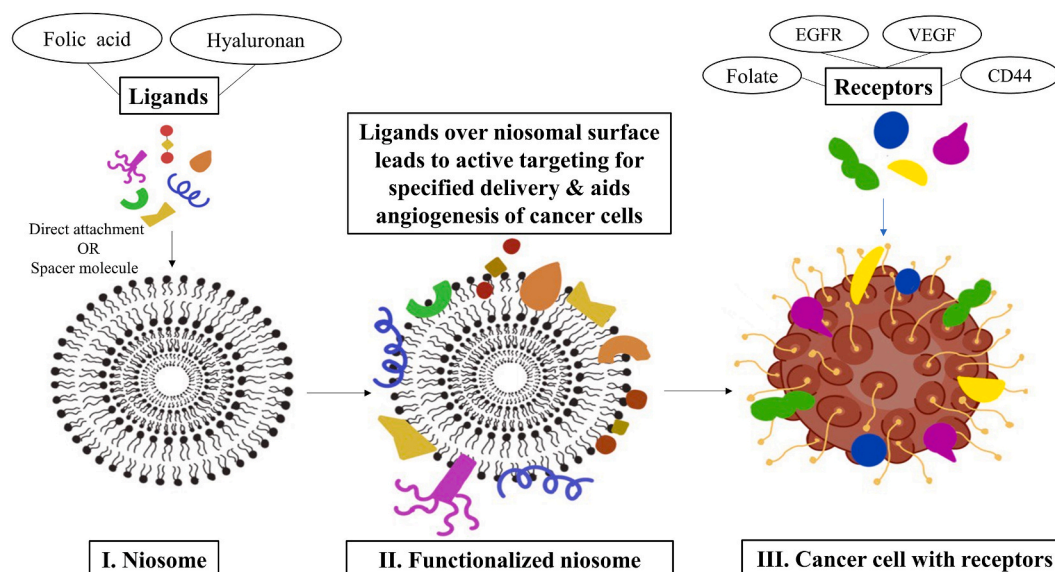 Folic acid
Hyaluronan
Ligands
Direct attachment
OR
Spacer molecule
I. Niosome
Ligands over niosomal surface
leads to active targeting for
specified delivery & aids
angiogenesis of cancer cells
II. Functionalized niosome
EGFR
VEGF
Folate
Receptors
CD44
III. Cancer cell with receptors